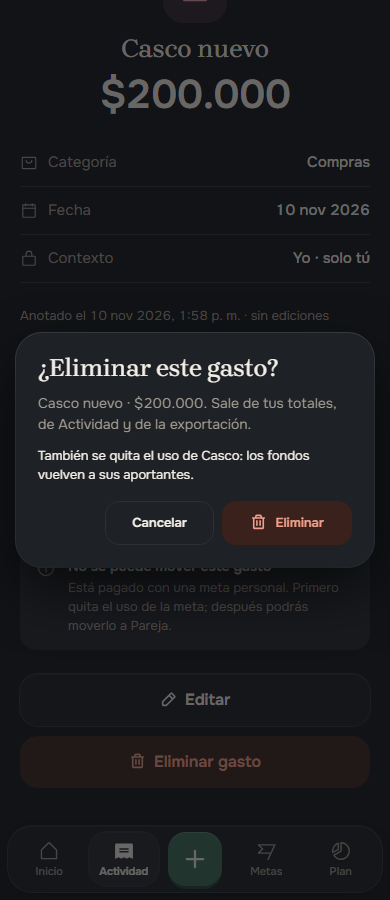 Casco nuevo
$200.000
Categoría
Compras
Fecha
10 nov 2026
Contexto
Yo · solo tú
Anotado el 10 nov 2026, 1:58 p. m. · sin ediciones
¿Eliminar este gasto?
Casco nuevo · $200.000. Sale de tus totales,
de Actividad y de la exportación.
También se quita el uso de Casco: los fondos
vuelven a sus aportantes.
Cancelar
Eliminar
No se puede mover este gasto
Está pagado con una meta personal. Primero
quita el uso de la meta; después podrás
moverlo a Pareja.
Editar
Eliminar gasto
Inicio
Actividad
Metas
Plan